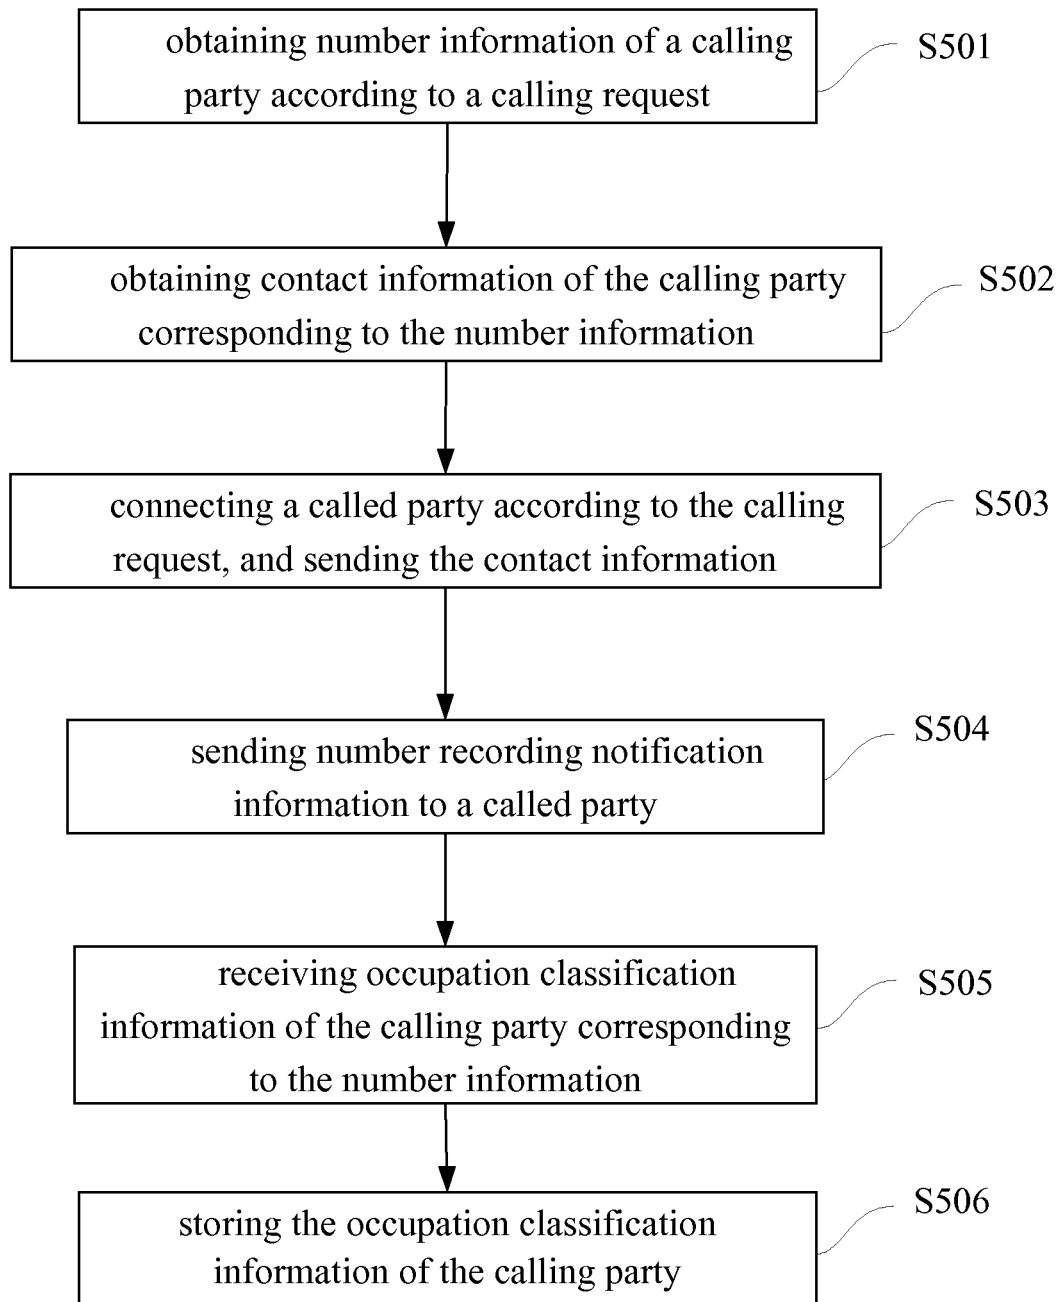 obtaining number information of a calling
party according to a calling request
S501
obtaining contact information of the calling party
corresponding to the number information
S502
connecting a called party according to the calling
request, and sending the contact information
S503
sending number recording notification
information to a called party
S504
receiving occupation classification
information of the calling party corresponding
to the number information
S505
storing the occupation classification
information of the calling party
S506